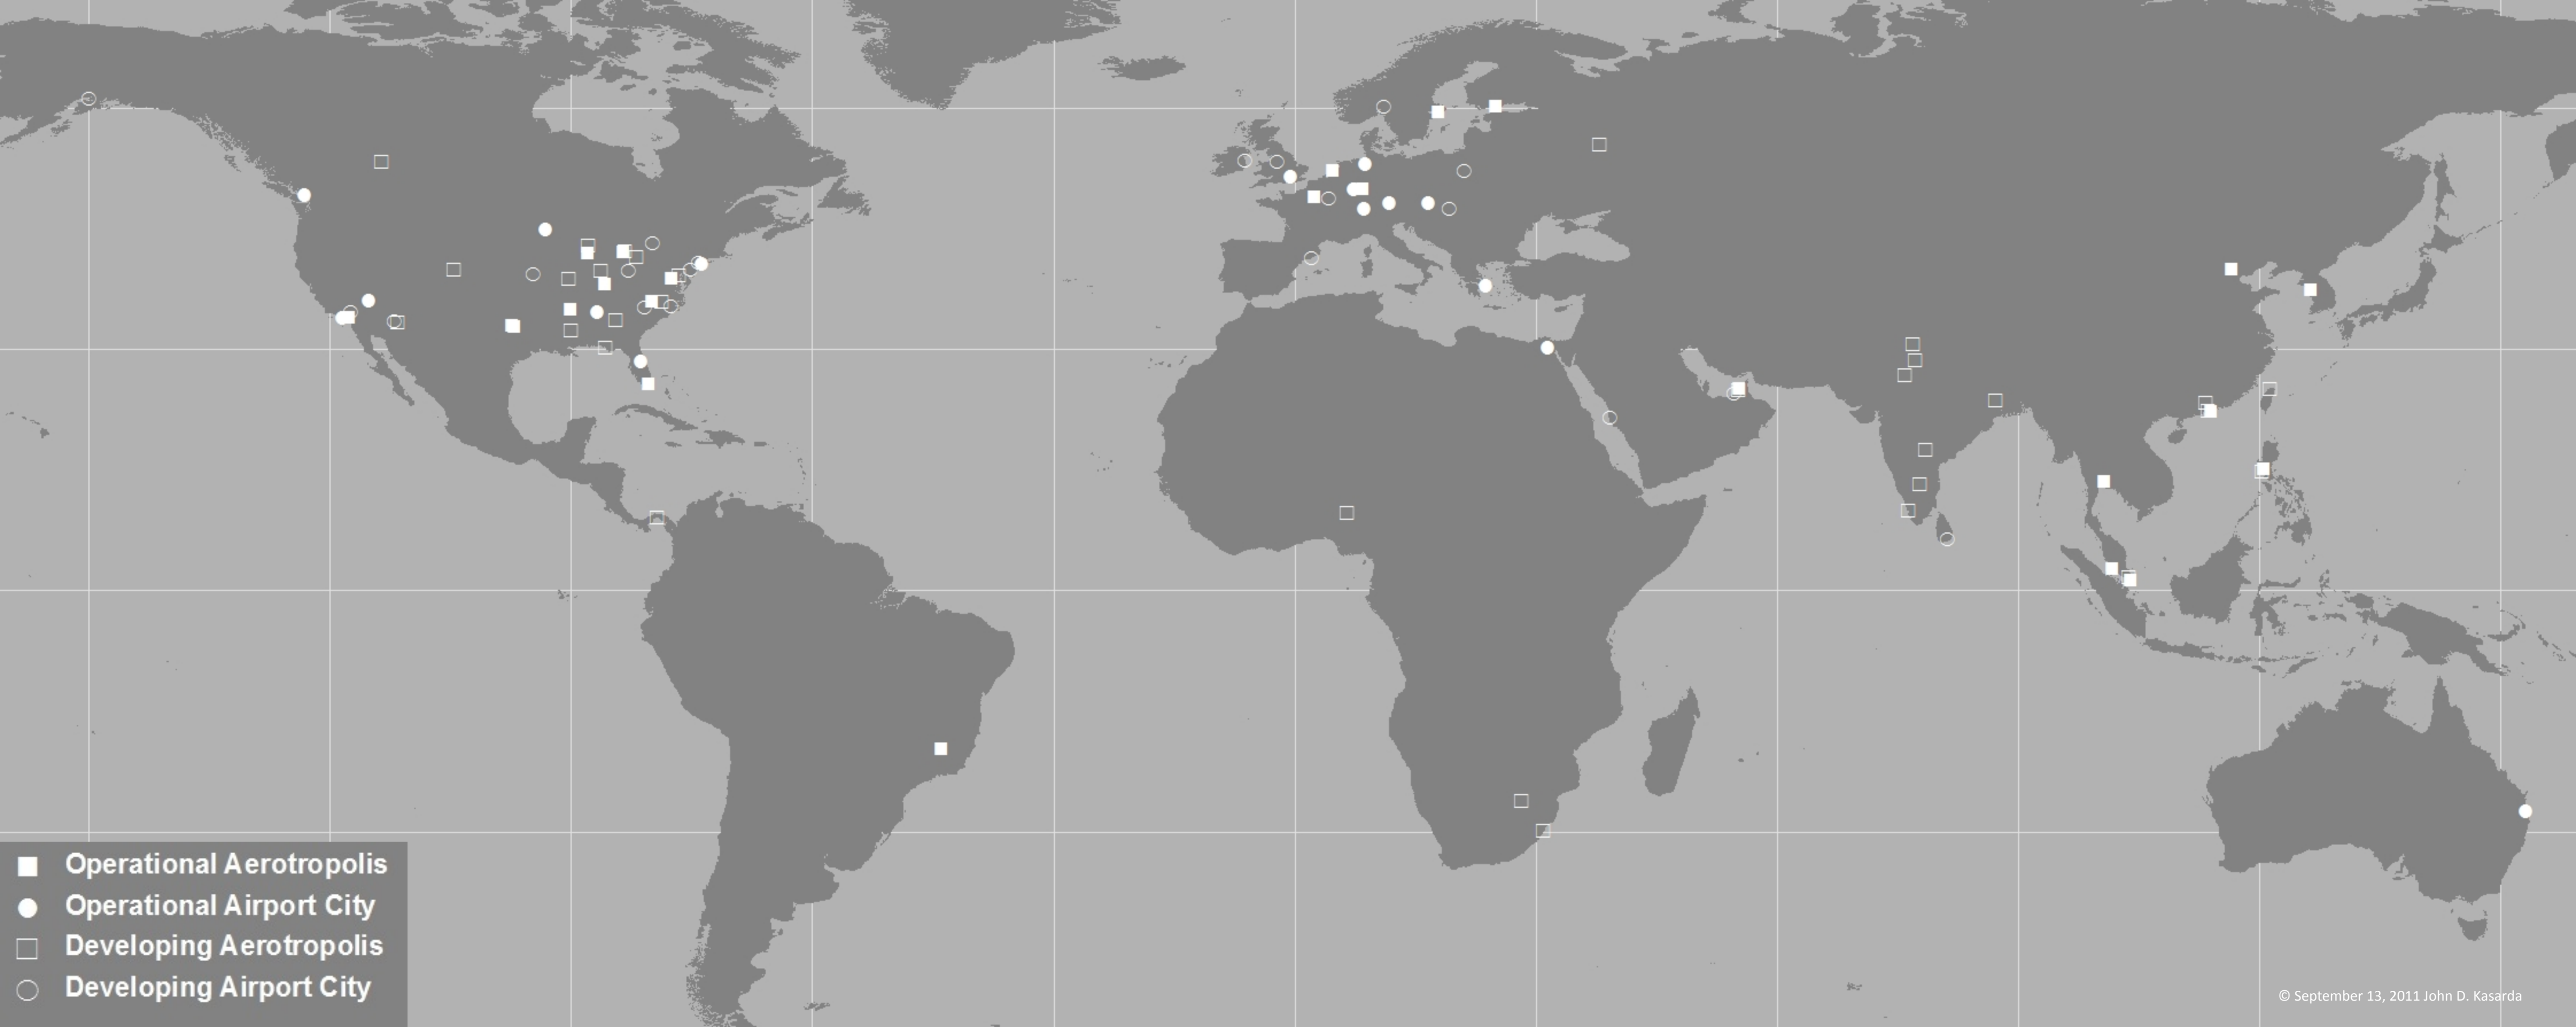 Operational Aerotropolis
Operational Airport City
Developing Aerotropolis
Developing Airport City
© September 13, 2011 John D. Kasarda